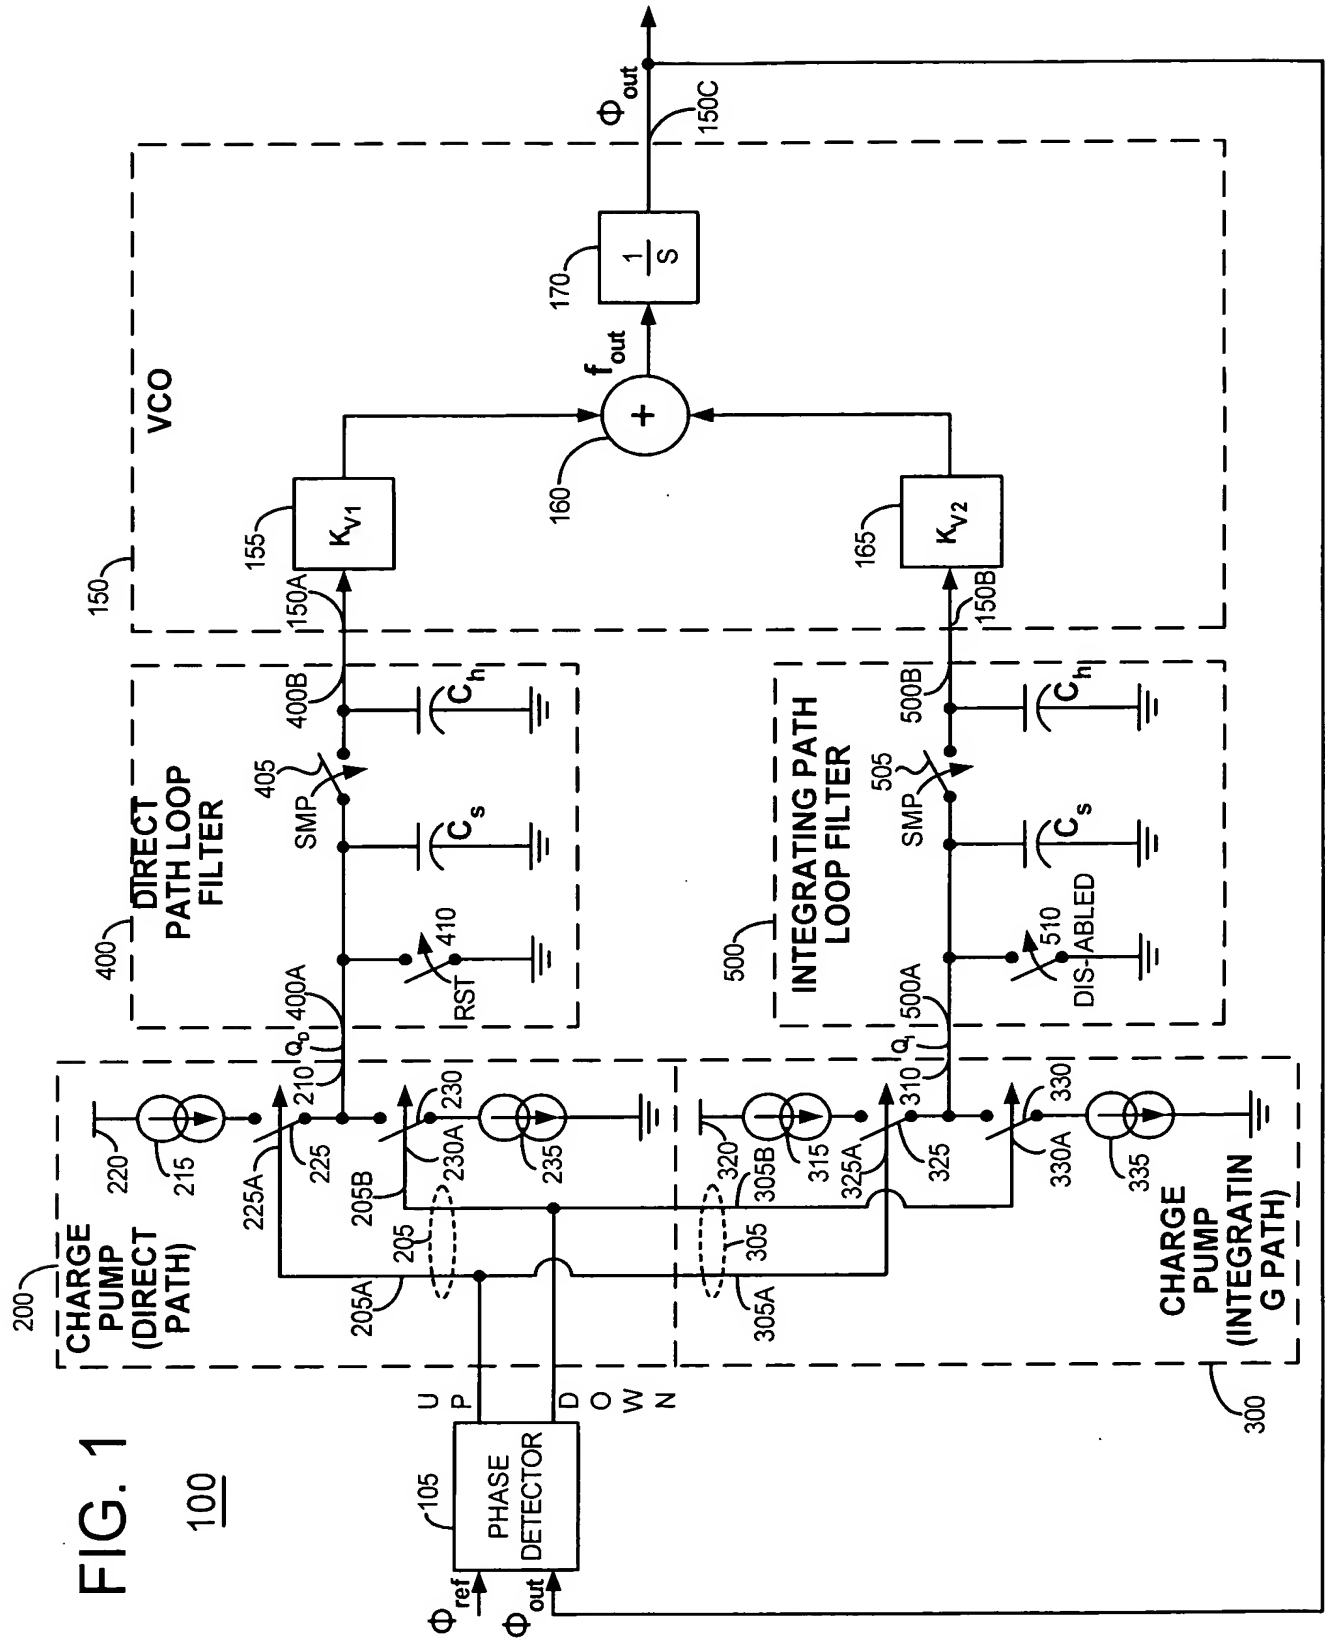 FIG. 1
100
Φref
Φout
105
PHASE
DETECTOR
U
P
D
O
W
N
200
CHARGE
PUMP
(DIRECT
PATH)
220
215
225A
225
210
QD
230
230A
235
205B
205
205A
305
305A
305B
320
315
325A
325
310
QI
330
330A
335
CHARGE
PUMP
(INTEGRATIN
G PATH)
300
400
DIRECT
PATH LOOP
FILTER
400A
RST
410
Cs
SMP
405
Ch
400B
500
INTEGRATING PATH
LOOP FILTER
500A
510
DIS-ABLED
Cs
SMP
505
Ch
500B
150
VCO
150A
155
KV1
150B
165
KV2
160
+
fout
170
1
S
Φout
150C